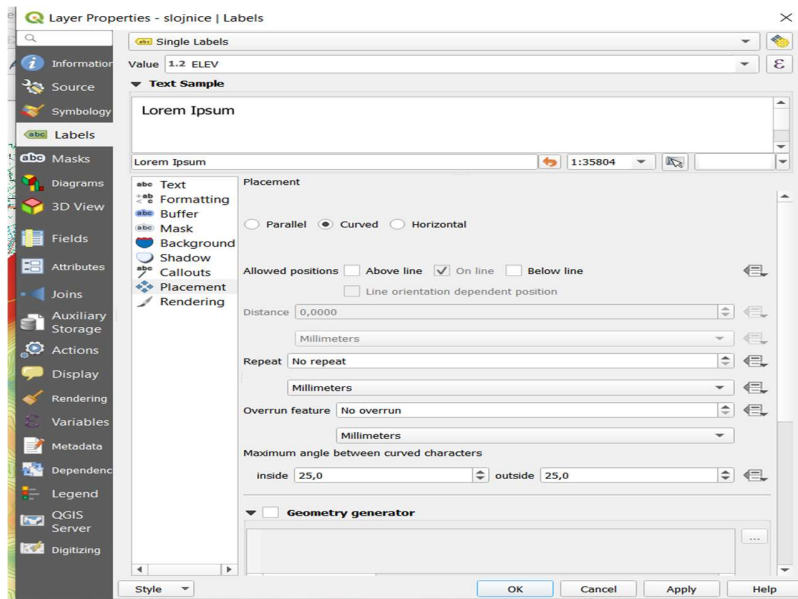 Layer Properties - slojnice | Labels
Single Labels
Value 1.2 ELEV
Text Sample
Lorem Ipsum
Lorem Ipsum
1:35804
Information
Source
Symbology
Labels
Masks
Diagrams
3D View
Fields
Attributes
Joins
Auxiliary
Storage
Actions
Display
Rendering
Variables
Metadata
Dependenc
Legend
QGIS
Server
Digitizing
Text
Formatting
Buffer
Mask
Background
Shadow
Callouts
Placement
Rendering
Placement
Parallel Curved Horizontal
Allowed positions Above line On line Below line
Line orientation dependent position
Distance 0,0000
Millimeters
Repeat No repeat
Millimeters
Overrun feature No overrun
Millimeters
Maximum angle between curved characters
inside 25,0 outside 25,0
Geometry generator
...
Style OK Cancel Apply Help